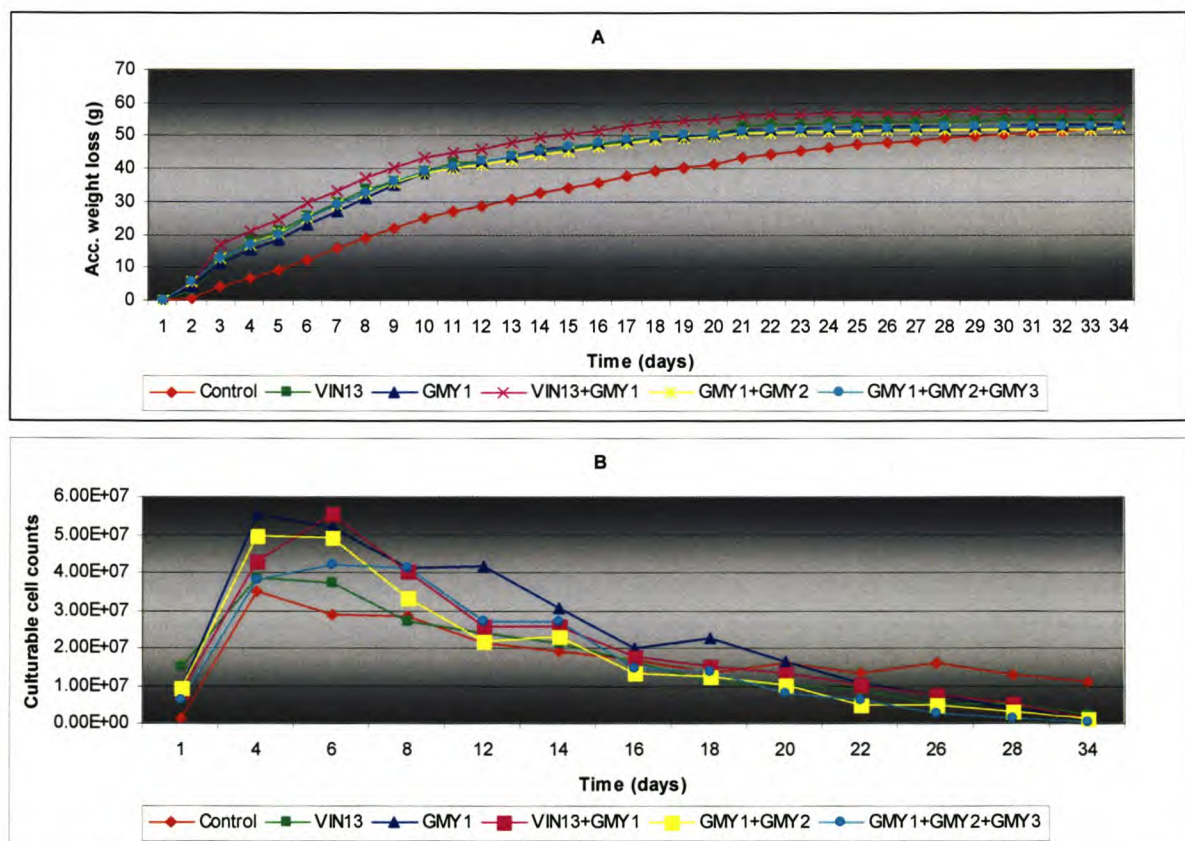 A
70
60
50
40
30
20
10
0
Acc. weight loss (g)
1 2 3 4 5 6 7 8 9 10 11 12 13 14 15 16 17 18 19 20 21 22 23 24 25 26 27 28 29 30 31 32 33 34
Time (days)
Control VIN13 GMY1 VIN13+GMY1 GMY1+GMY2 GMY1+GMY2+GMY3
B
6.00E+07
5.00E+07
4.00E+07
3.00E+07
2.00E+07
1.00E+07
0.00E+00
Culturable cell counts
1 4 6 8 12 14 16 18 20 22 26 28 34
Time (days)
Control VIN13 GMY1 VIN13+GMY1 GMY1+GMY2 GMY1+GMY2+GMY3